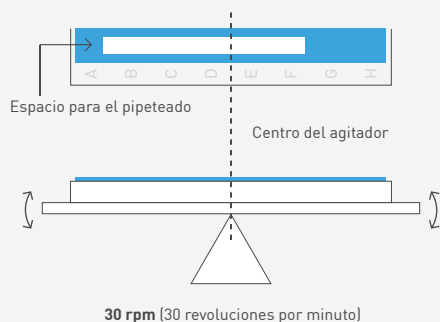 A B C D E F G H
Espacio para el pipeteado
Centro del agitador
30 rpm (30 revoluciones por minuto)